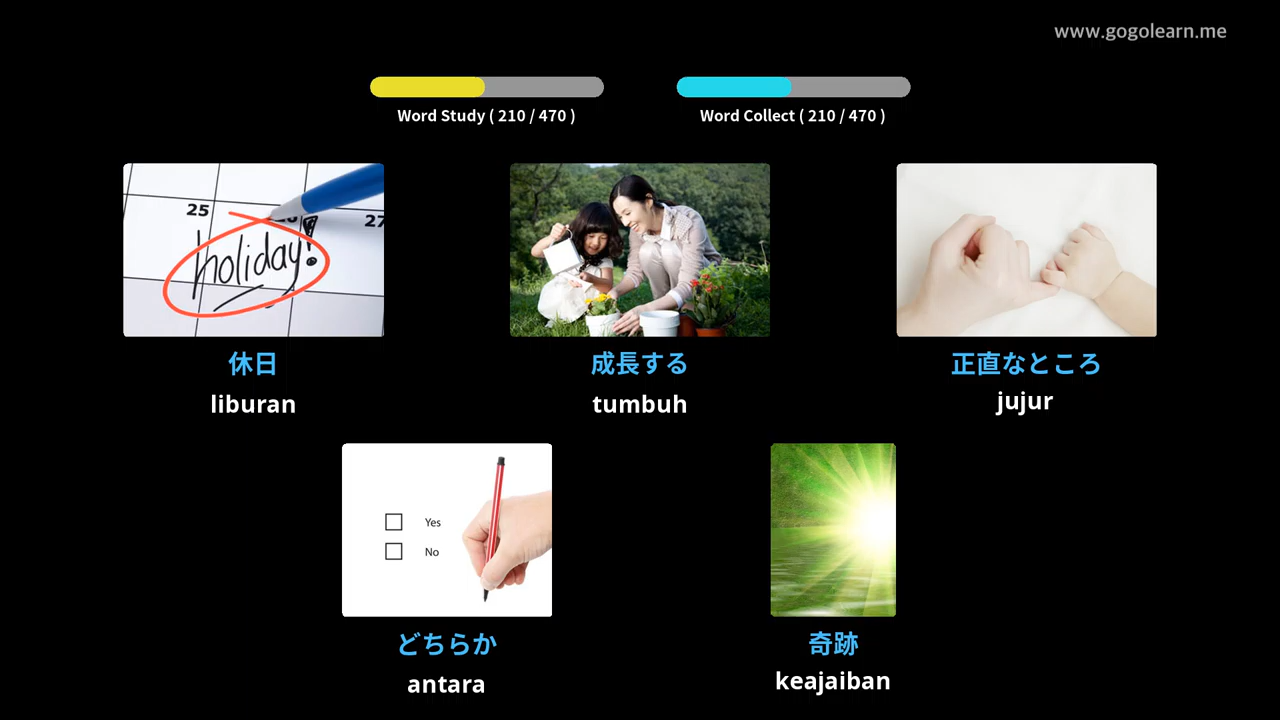 www.gogolearn.me
Word Study ( 210 / 470 )
Word Collect ( 210 / 470 )
25
27
holiday!
休日
liburan
成長する
tumbuh
正直なところ
jujur
Yes
No
どちらか
antara
奇跡
keajaiban